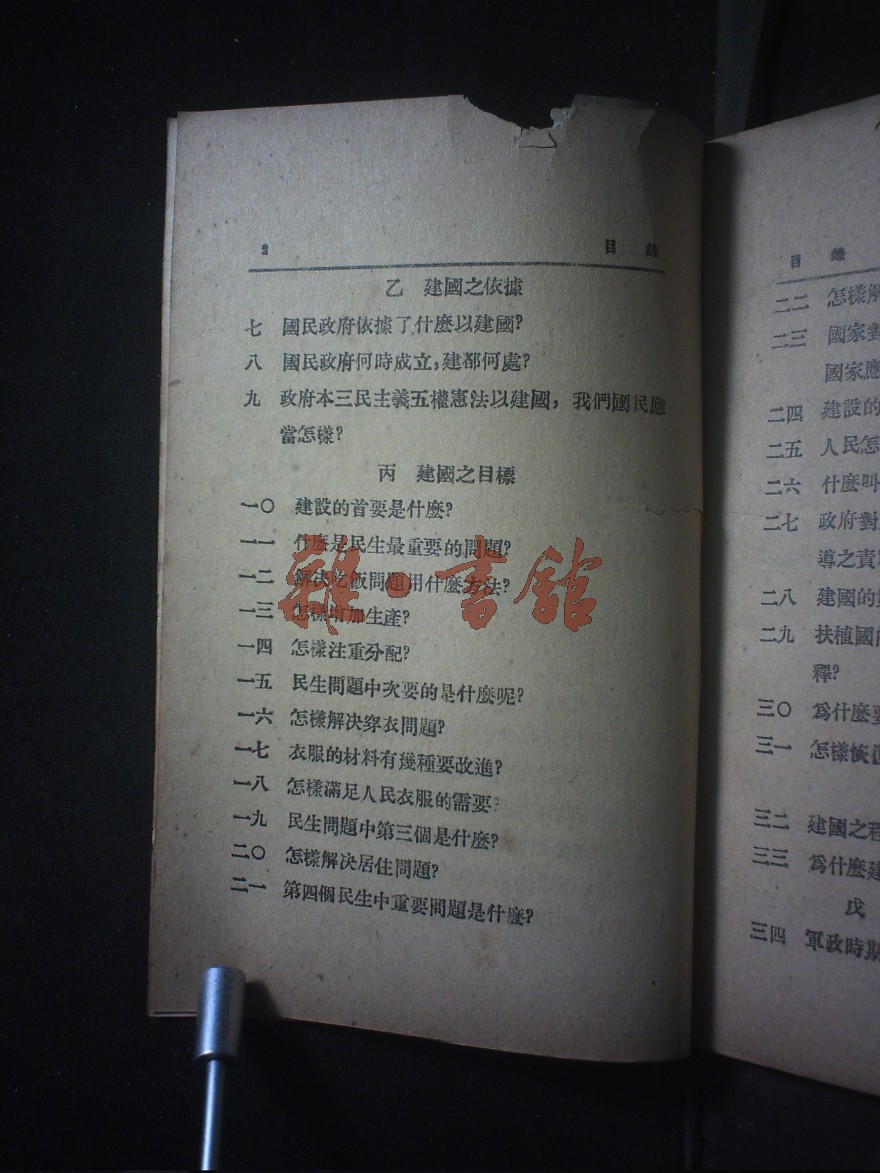 2 目錄
乙 建國之依據
七 國民政府依據了什麼以建國?
八 國民政府何時成立,建都何處?
九 政府本三民主義五權憲法以建國, 我們國民應
當怎樣?
丙 建國之目標
一〇 建設的首要是什麼?
一一 什麼是民生最重要的問題?
一二 解決吃飯問題用什麼方法?
一三 怎樣增加生產?
一四 怎樣注重分配?
一五 民生問題中次要的是什麼呢?
一六 怎樣解決穿衣問題?
一七 衣服的材料有幾種要改進?
一八 怎樣滿足人民衣服的需要?
一九 民生問題中第三個是什麼?
二〇 怎樣解決居住問題?
二一 第四個民生中重要問題是什麼?
雜·書館
目錄
二二 怎樣解
二三 國家對
國家應
二四 建設的
二五 人民怎
二六 什麼叫
二七 政府對
導之責
二八 建國的
二九 扶植國
釋?
三〇 為什麼要
三一 怎樣恢復
三二 建國之程
三三 為什麼建
戊
三四 軍政時期